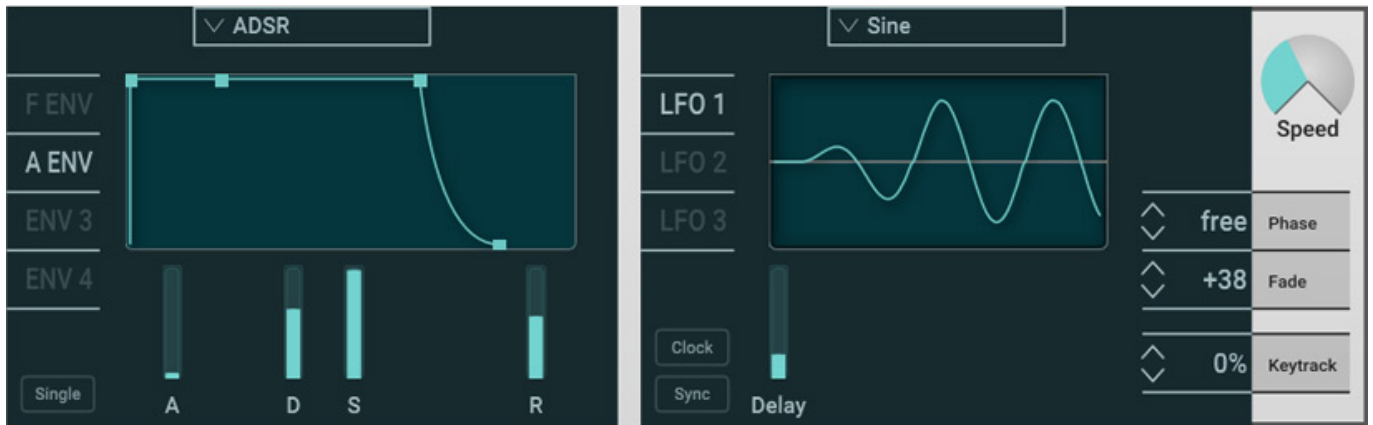 ADSR
F ENV
A ENV
ENV 3
ENV 4
Single
A
D
S
R
Sine
LFO 1
LFO 2
LFO 3
Clock
Sync
Delay
Speed
free Phase
+38 Fade
0% Keytrack